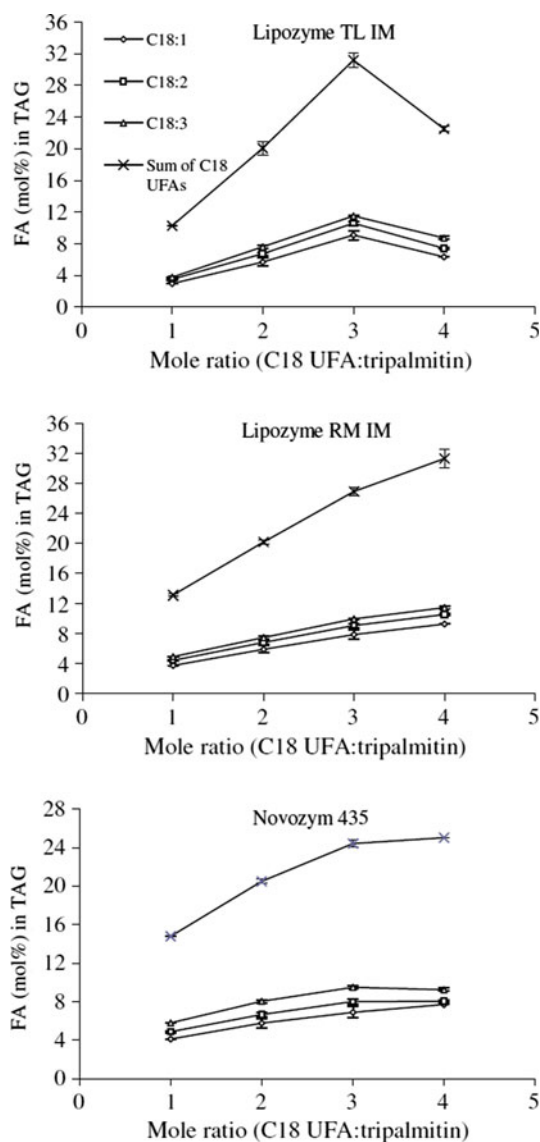 Lipozyme TL IM
C18:1
C18:2
C18:3
Sum of C18
UFAs
FA (mol%) in TAG
36
32
28
24
20
16
12
8
4
0
0 1 2 3 4 5
Mole ratio (C18 UFA:tripalmitin)
Lipozyme RM IM
FA (mol%) in TAG
36
32
28
24
20
16
12
8
4
0
0 1 2 3 4 5
Mole ratio (C18 UFA:tripalmitin)
Novozym 435
FA (mol%) in TAG
28
24
20
16
12
8
4
0
0 1 2 3 4 5
Mole ratio (C18 UFA:tripalmitin)